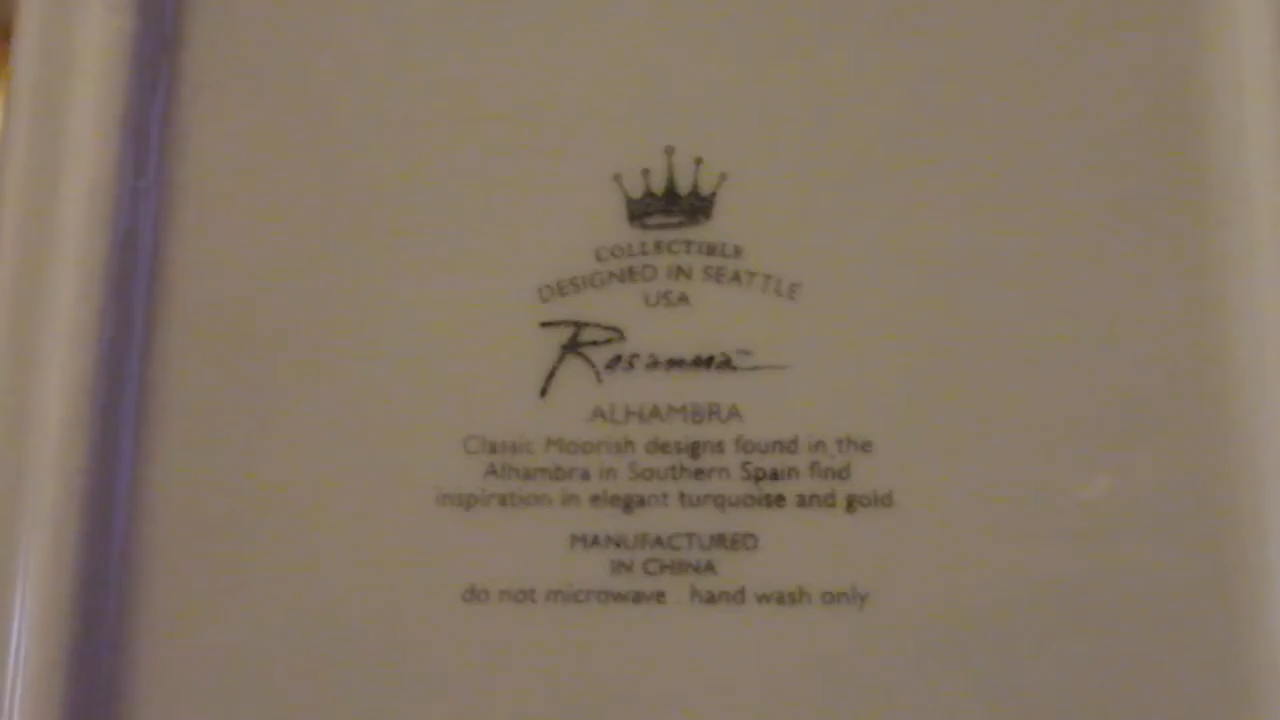 COLLECTIBLE
DESIGNED IN SEATTLE
USA
Rosanna
ALHAMBRA
Classic Moorish designs found in the
Alhambra in Southern Spain find
inspiration in elegant turquoise and gold
MANUFACTURED
IN CHINA
do not microwave . hand wash only